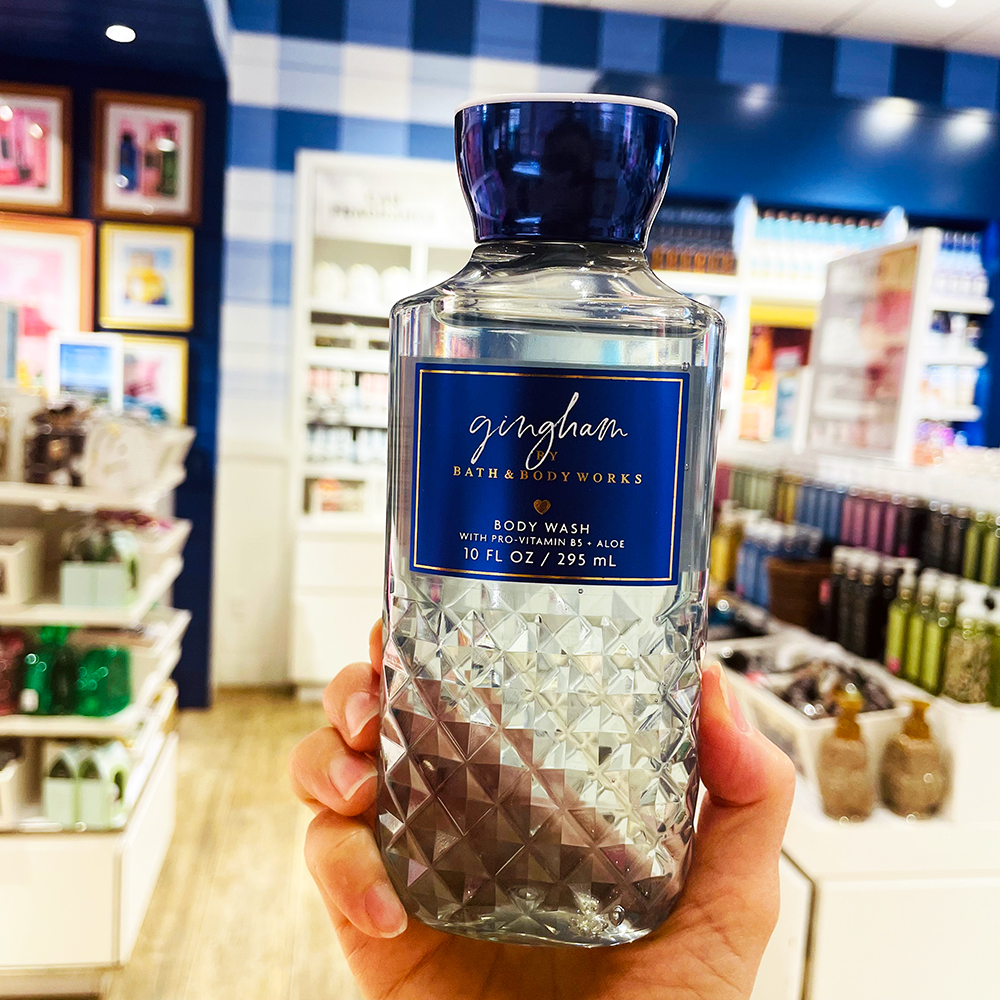 gingham
BY
BATH & BODY WORKS
BODY WASH
WITH PRO-VITAMIN B5 + ALOE
10 FL OZ / 295 mL